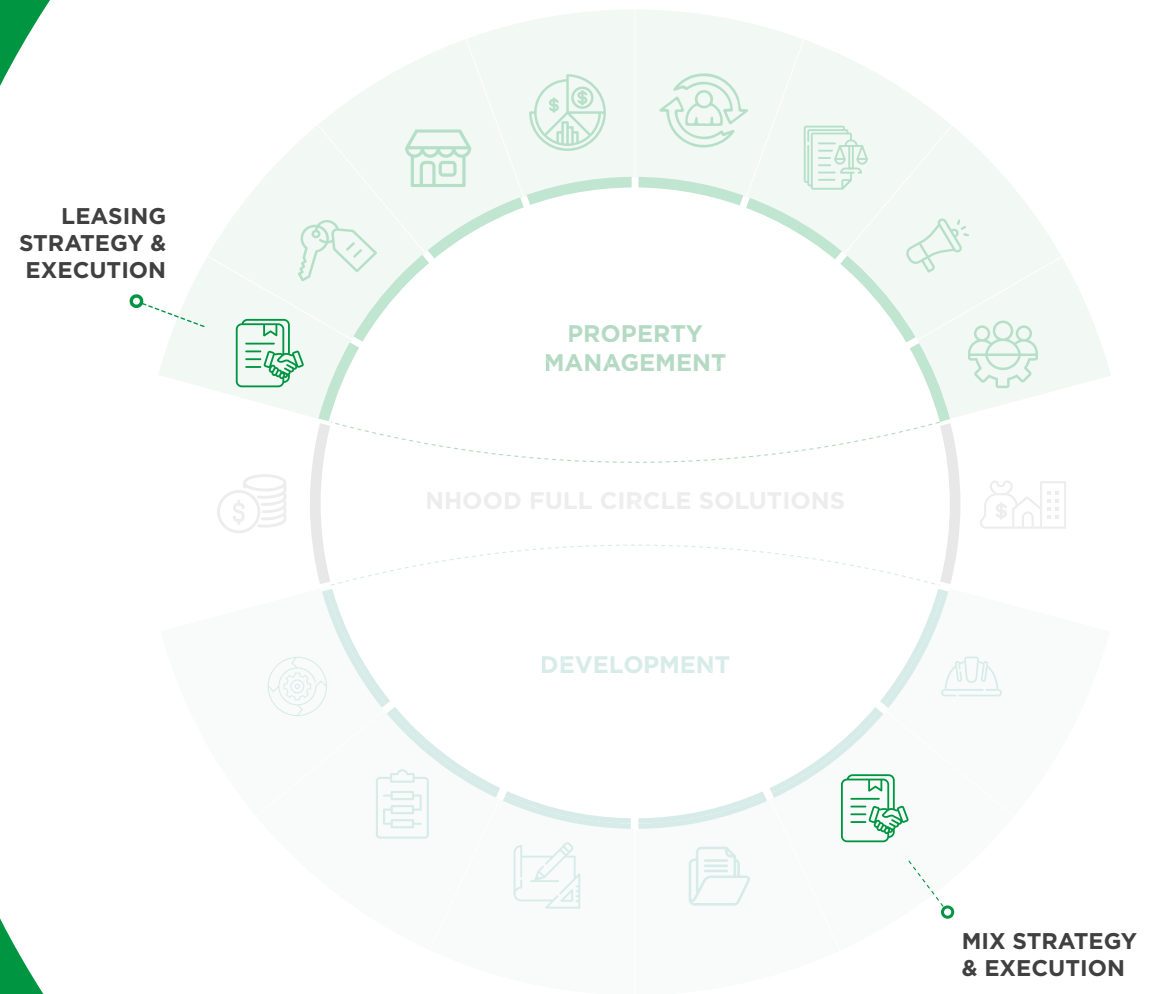 LEASING
STRATEGY &
EXECUTION
PROPERTY
MANAGEMENT
NHOOD FULL CIRCLE SOLUTIONS
DEVELOPMENT
MIX STRATEGY
& EXECUTION